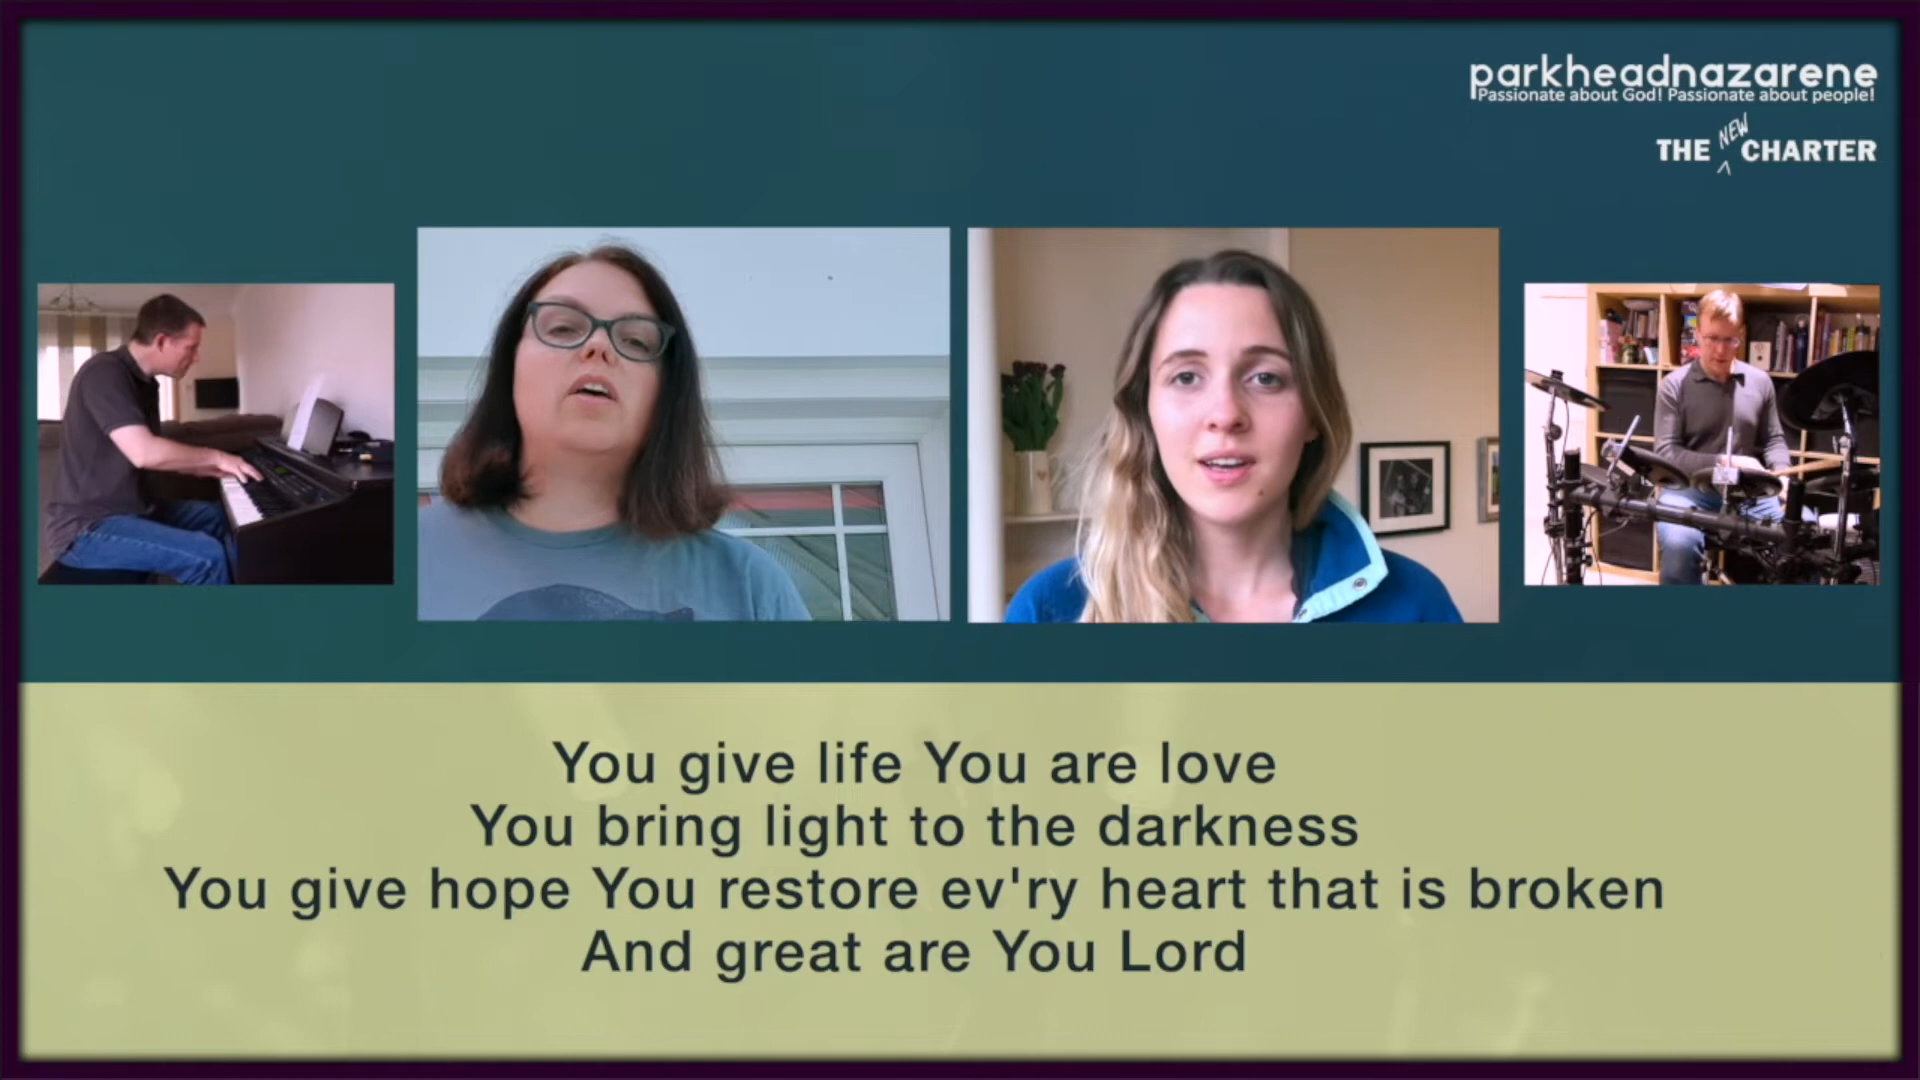 parkheadnazarene
Passionate about God! Passionate about people!
NEW
THE CHARTER
You give life You are love
You bring light to the darkness
You give hope You restore ev'ry heart that is broken
And great are You Lord